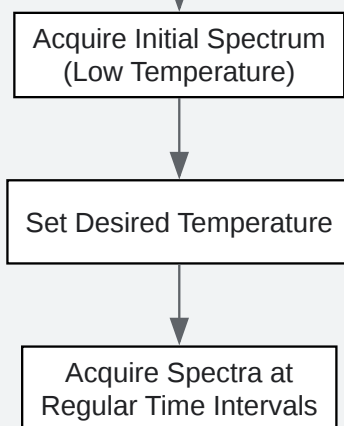 Acquire Initial Spectrum
(Low Temperature)
Set Desired Temperature
Acquire Spectra at
Regular Time Intervals